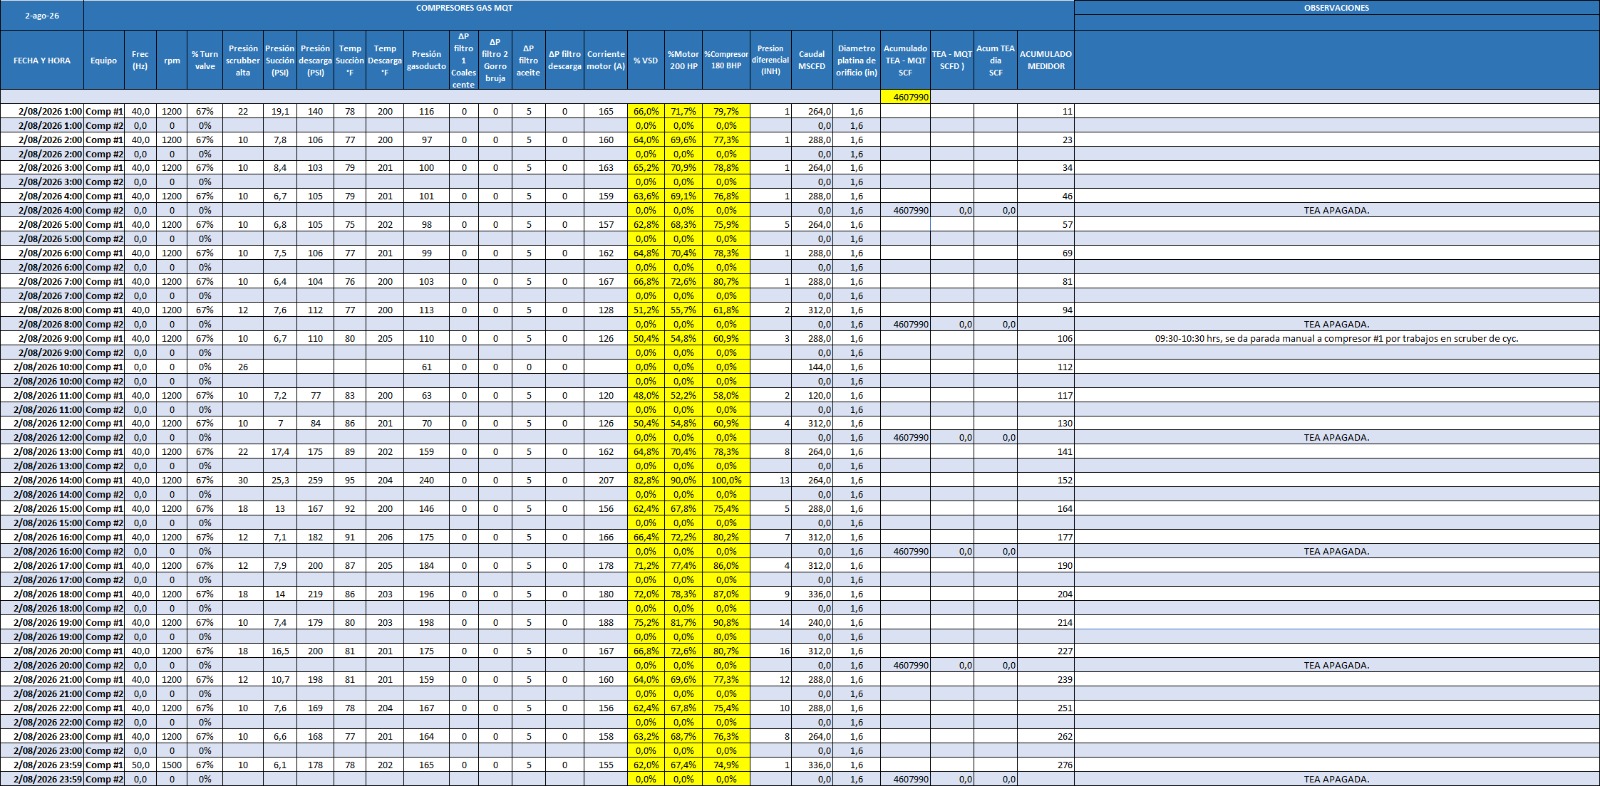 2-ago-26 COMPRESORES GAS MQT OBSERVACIONES
FECHA Y HORA Equipo Frec (Hz) rpm % Turn valve Presión scrubber alta Presión Succión (PSI) Presión descarga (PSI) Temp Succiòn °F Temp Descarga °F Presión gasoducto ΔP filtro 1 Coalescente ΔP filtro 2 Gorro bruja ΔP filtro aceite ΔP filtro descarga Corriente motor (A) % VSD %Motor 200 HP %Compresor 180 BHP Presion diferencial (INH) Caudal MSCFD Diametro platina de orificio (in) Acumulado TEA - MQT SCF TEA - MQT SCFD ) Acum TEA dia SCF ACUMULADO MEDIDOR
4607990
2/08/2026 1:00 Comp #1 40,0 1200 67% 22 19,1 140 78 200 116 0 0 5 0 165 66,0% 71,7% 79,7% 1 264,0 1,6 11
2/08/2026 1:00 Comp #2 0,0 0 0% 0,0% 0,0% 0,0% 0,0 1,6
2/08/2026 2:00 Comp #1 40,0 1200 67% 10 7,8 106 77 200 97 0 0 5 0 160 64,0% 69,6% 77,3% 1 288,0 1,6 23
2/08/2026 2:00 Comp #2 0,0 0 0% 0,0% 0,0% 0,0% 0,0 1,6
2/08/2026 3:00 Comp #1 40,0 1200 67% 10 8,4 103 79 201 100 0 0 5 0 163 65,2% 70,9% 78,8% 1 264,0 1,6 34
2/08/2026 3:00 Comp #2 0,0 0 0% 0,0% 0,0% 0,0% 0,0 1,6
2/08/2026 4:00 Comp #1 40,0 1200 67% 10 6,7 105 79 201 101 0 0 5 0 159 63,6% 69,1% 76,8% 1 288,0 1,6 46
2/08/2026 4:00 Comp #2 0,0 0 0% 0,0% 0,0% 0,0% 0,0 1,6 4607990 0,0 0,0 TEA APAGADA.
2/08/2026 5:00 Comp #1 40,0 1200 67% 10 6,8 105 75 202 98 0 0 5 0 157 62,8% 68,3% 75,9% 5 264,0 1,6 57
2/08/2026 5:00 Comp #2 0,0 0 0% 0,0% 0,0% 0,0% 0,0 1,6
2/08/2026 6:00 Comp #1 40,0 1200 67% 10 7,5 106 77 201 99 0 0 5 0 162 64,8% 70,4% 78,3% 1 288,0 1,6 69
2/08/2026 6:00 Comp #2 0,0 0 0% 0,0% 0,0% 0,0% 0,0 1,6
2/08/2026 7:00 Comp #1 40,0 1200 67% 10 6,4 104 76 200 103 0 0 5 0 167 66,8% 72,6% 80,7% 1 288,0 1,6 81
2/08/2026 7:00 Comp #2 0,0 0 0% 0,0% 0,0% 0,0% 0,0 1,6
2/08/2026 8:00 Comp #1 40,0 1200 67% 12 7,6 112 77 200 113 0 0 5 0 128 51,2% 55,7% 61,8% 2 312,0 1,6 94
2/08/2026 8:00 Comp #2 0,0 0 0% 0,0% 0,0% 0,0% 0,0 1,6 4607990 0,0 0,0 TEA APAGADA.
2/08/2026 9:00 Comp #1 40,0 1200 67% 10 6,7 110 80 205 110 0 0 5 0 126 50,4% 54,8% 60,9% 3 288,0 1,6 106 09:30-10:30 hrs, se da parada manual a compresor #1 por trabajos en scruber de cyc.
2/08/2026 9:00 Comp #2 0,0 0 0% 0,0% 0,0% 0,0% 0,0 1,6
2/08/2026 10:00 Comp #1 26 61 0 0 0 0 0,0% 0,0% 0,0% 144,0 1,6 112
2/08/2026 10:00 Comp #2 0,0 0 0% 0,0% 0,0% 0,0% 0,0 1,6
2/08/2026 11:00 Comp #1 40,0 1200 67% 10 7,2 77 83 200 63 0 0 5 0 120 48,0% 52,2% 58,0% 2 120,0 1,6 117
2/08/2026 11:00 Comp #2 0,0 0 0% 0,0% 0,0% 0,0% 0,0 1,6
2/08/2026 12:00 Comp #1 40,0 1200 67% 10 7 84 86 201 70 0 0 5 0 126 50,4% 54,8% 60,9% 4 312,0 1,6 130
2/08/2026 12:00 Comp #2 0,0 0 0% 0,0% 0,0% 0,0% 0,0 1,6 4607990 0,0 0,0 TEA APAGADA.
2/08/2026 13:00 Comp #1 40,0 1200 67% 22 17,4 175 89 202 159 0 0 5 0 162 64,8% 70,4% 78,3% 8 264,0 1,6 141
2/08/2026 13:00 Comp #2 0,0 0 0% 0,0% 0,0% 0,0% 0,0 1,6
2/08/2026 14:00 Comp #1 40,0 1200 67% 30 25,3 259 95 204 240 0 0 5 0 207 82,8% 90,0% 100,0% 13 264,0 1,6 152
2/08/2026 14:00 Comp #2 0,0 0 0% 0,0% 0,0% 0,0% 0,0 1,6
2/08/2026 15:00 Comp #1 40,0 1200 67% 18 13 167 92 200 146 0 0 5 0 156 62,4% 67,8% 75,4% 5 288,0 1,6 164
2/08/2026 15:00 Comp #2 0,0 0 0% 0,0% 0,0% 0,0% 0,0 1,6
2/08/2026 16:00 Comp #1 40,0 1200 67% 12 7,1 182 91 206 175 0 0 5 0 166 66,4% 72,2% 80,2% 7 312,0 1,6 177
2/08/2026 16:00 Comp #2 0,0 0 0% 0,0% 0,0% 0,0% 0,0 1,6 4607990 0,0 0,0 TEA APAGADA.
2/08/2026 17:00 Comp #1 40,0 1200 67% 12 7,9 200 87 205 184 0 0 5 0 178 71,2% 77,4% 86,0% 4 312,0 1,6 190
2/08/2026 17:00 Comp #2 0,0 0 0% 0,0% 0,0% 0,0% 0,0 1,6
2/08/2026 18:00 Comp #1 40,0 1200 67% 18 14 219 86 203 196 0 0 5 0 180 72,0% 78,3% 87,0% 9 336,0 1,6 204
2/08/2026 18:00 Comp #2 0,0 0 0% 0,0% 0,0% 0,0% 0,0 1,6
2/08/2026 19:00 Comp #1 40,0 1200 67% 10 7,4 179 80 203 198 0 0 5 0 188 75,2% 81,7% 90,8% 14 240,0 1,6 214
2/08/2026 19:00 Comp #2 0,0 0 0% 0,0% 0,0% 0,0% 0,0 1,6
2/08/2026 20:00 Comp #1 40,0 1200 67% 18 16,5 200 81 201 175 0 0 5 0 167 66,8% 72,6% 80,7% 16 312,0 1,6 227
2/08/2026 20:00 Comp #2 0,0 0 0% 0,0% 0,0% 0,0% 0,0 1,6 4607990 0,0 0,0 TEA APAGADA.
2/08/2026 21:00 Comp #1 40,0 1200 67% 12 10,7 198 81 201 159 0 0 5 0 160 64,0% 69,6% 77,3% 12 288,0 1,6 239
2/08/2026 21:00 Comp #2 0,0 0 0% 0,0% 0,0% 0,0% 0,0 1,6
2/08/2026 22:00 Comp #1 40,0 1200 67% 10 7,6 169 78 204 167 0 0 5 0 156 62,4% 67,8% 75,4% 10 288,0 1,6 251
2/08/2026 22:00 Comp #2 0,0 0 0% 0,0% 0,0% 0,0% 0,0 1,6
2/08/2026 23:00 Comp #1 40,0 1200 67% 10 6,6 168 77 201 164 0 0 5 0 158 63,2% 68,7% 76,3% 8 264,0 1,6 262
2/08/2026 23:00 Comp #2 0,0 0 0% 0,0% 0,0% 0,0% 0,0 1,6
2/08/2026 23:59 Comp #1 50,0 1500 67% 10 6,1 178 78 202 165 0 0 5 0 155 62,0% 67,4% 74,9% 1 336,0 1,6 276
2/08/2026 23:59 Comp #2 0,0 0 0% 0,0% 0,0% 0,0% 0,0 1,6 4607990 0,0 0,0 TEA APAGADA.